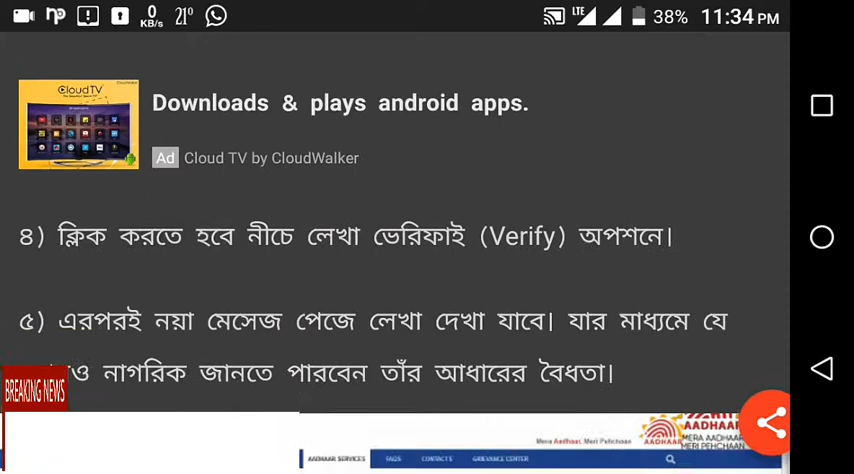 np 0 KB/s 21° LTE 38% 11:34 PM
CloudTV
Downloads & plays android apps.
Ad Cloud TV by CloudWalker
৪) ক্লিক করতে হবে নীচে লেখা ভেরিফাই (Verify) অপশনে।
৫) এরপরই নয়া মেসেজ পেজে লেখা দেখা যাবে। যার মাধ্যমে যে
ও নাগরিক জানতে পারবেন তাঁর আধারের বৈধতা।
BREAKING NEWS
Mera Aadhaar, Meri Pehchaan
AADHAAR
MERA AADHAA
MERI PEHCHAAN
AADHAAR SERVICES FAQS CONTACTS GRIEVANCE CENTER